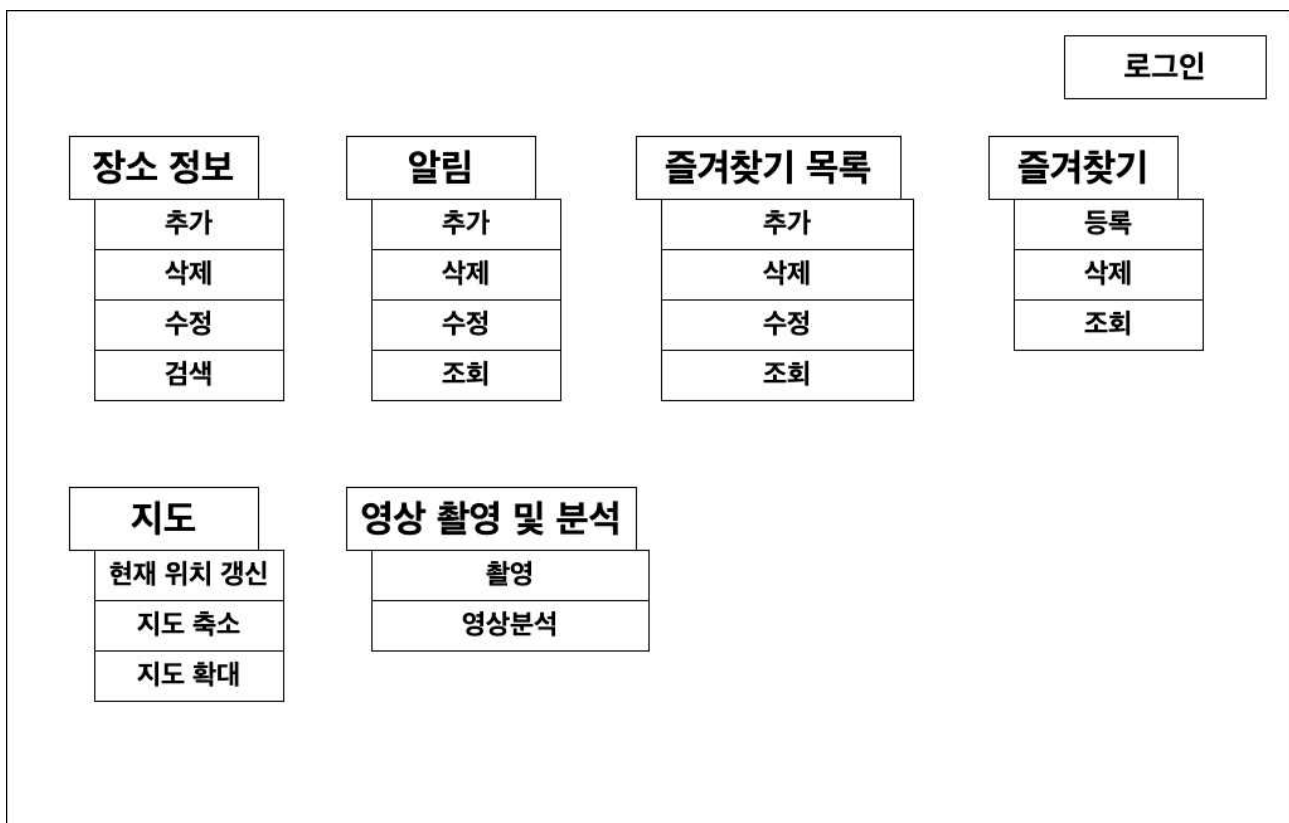 로그인
장소 정보
추가
삭제
수정
검색
알림
추가
삭제
수정
조회
즐겨찾기 목록
추가
삭제
수정
조회
즐겨찾기
등록
삭제
조회
지도
현재 위치 갱신
지도 축소
지도 확대
영상 촬영 및 분석
촬영
영상분석